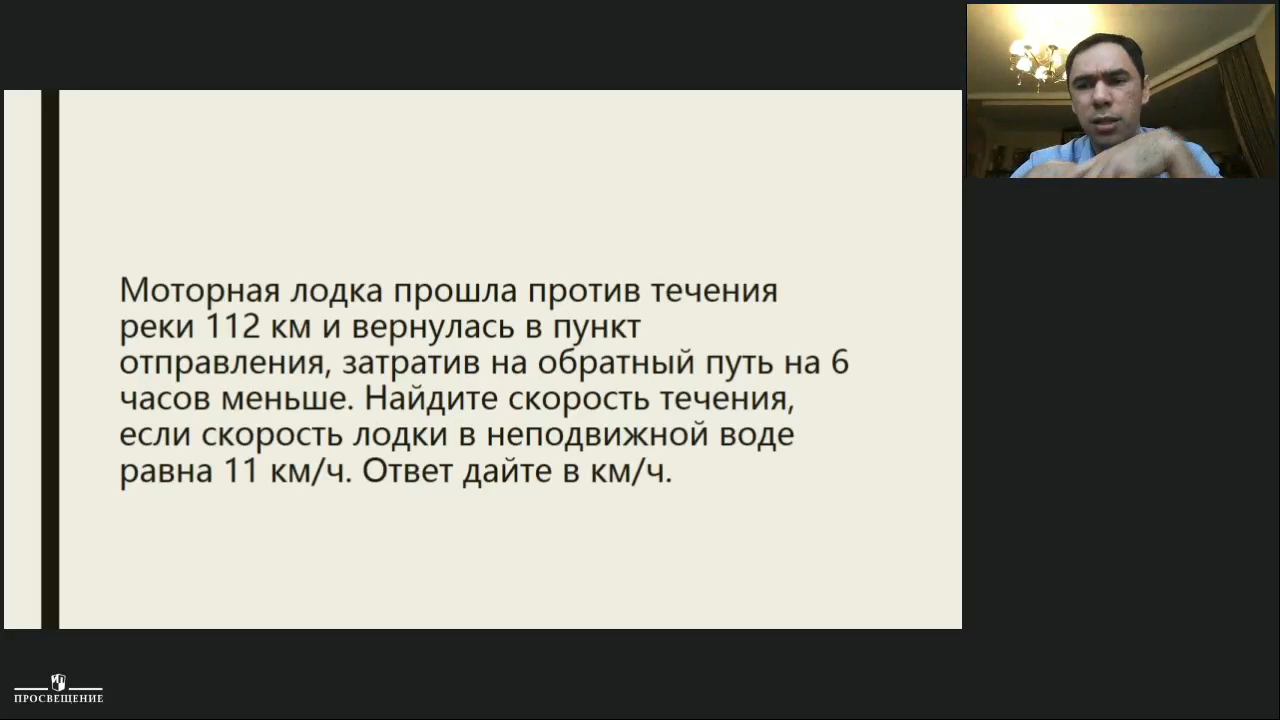 Моторная лодка прошла против течения
реки 112 км и вернулась в пункт
отправления, затратив на обратный путь на 6
часов меньше. Найдите скорость течения,
если скорость лодки в неподвижной воде
равна 11 км/ч. Ответ дайте в км/ч.
ПРОСВЕЩЕНИЕ